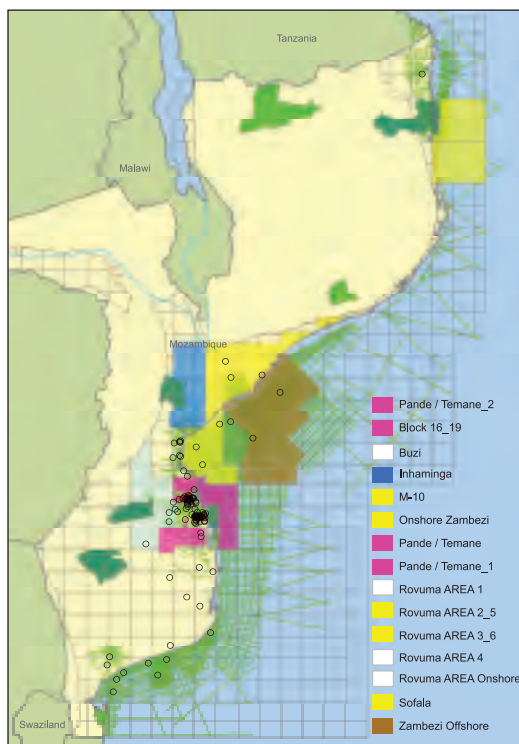 Tanzania
Malawi
Mozambique
Pande / Temane_2
Block 16_19
Buzi
Inhaminga
M-10
Onshore Zambezi
Pande / Temane
Pande / Temane_1
Rovuma AREA 1
Rovuma AREA 2_5
Rovuma AREA 3_6
Rovuma AREA 4
Rovuma AREA Onshore
Sofala
Zambezi Offshore
Swaziland